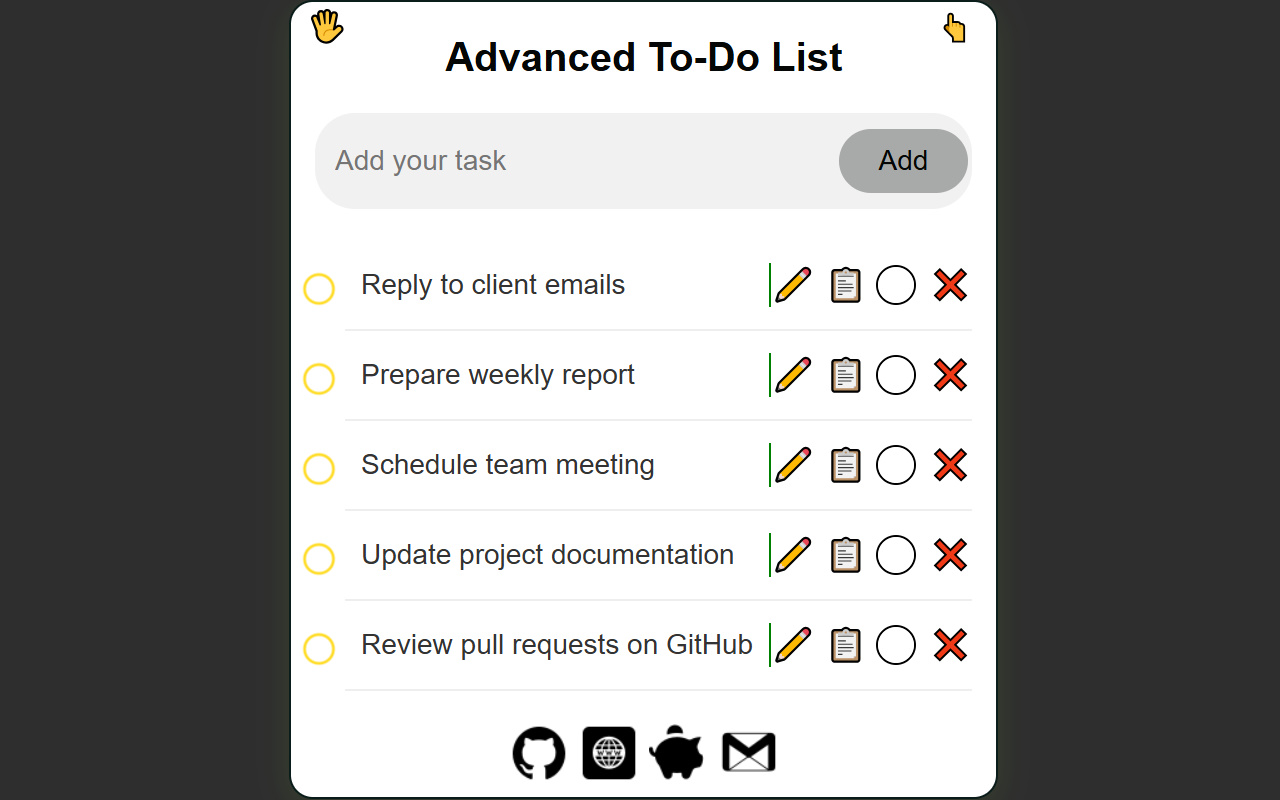 Advanced To-Do List
Add your task
Add
Reply to client emails
Prepare weekly report
Schedule team meeting
Update project documentation
Review pull requests on GitHub